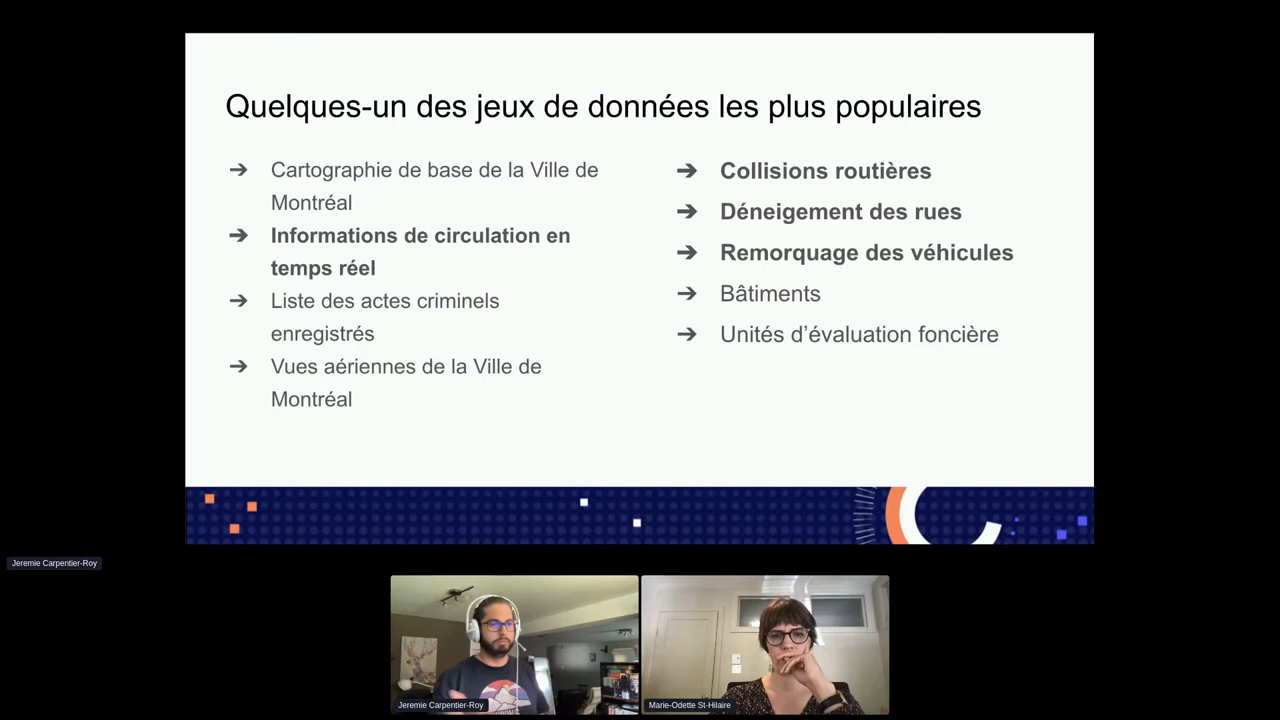 Quelques-un des jeux de données les plus populaires
➔ Cartographie de base de la Ville de
Montréal
➔ Informations de circulation en
temps réel
➔ Liste des actes criminels
enregistrés
➔ Vues aériennes de la Ville de
Montréal
➔ Collisions routières
➔ Déneigement des rues
➔ Remorquage des véhicules
➔ Bâtiments
➔ Unités d’évaluation foncière
Jeremie Carpentier-Roy
Jeremie Carpentier-Roy
Marie-Odette St-Hilaire